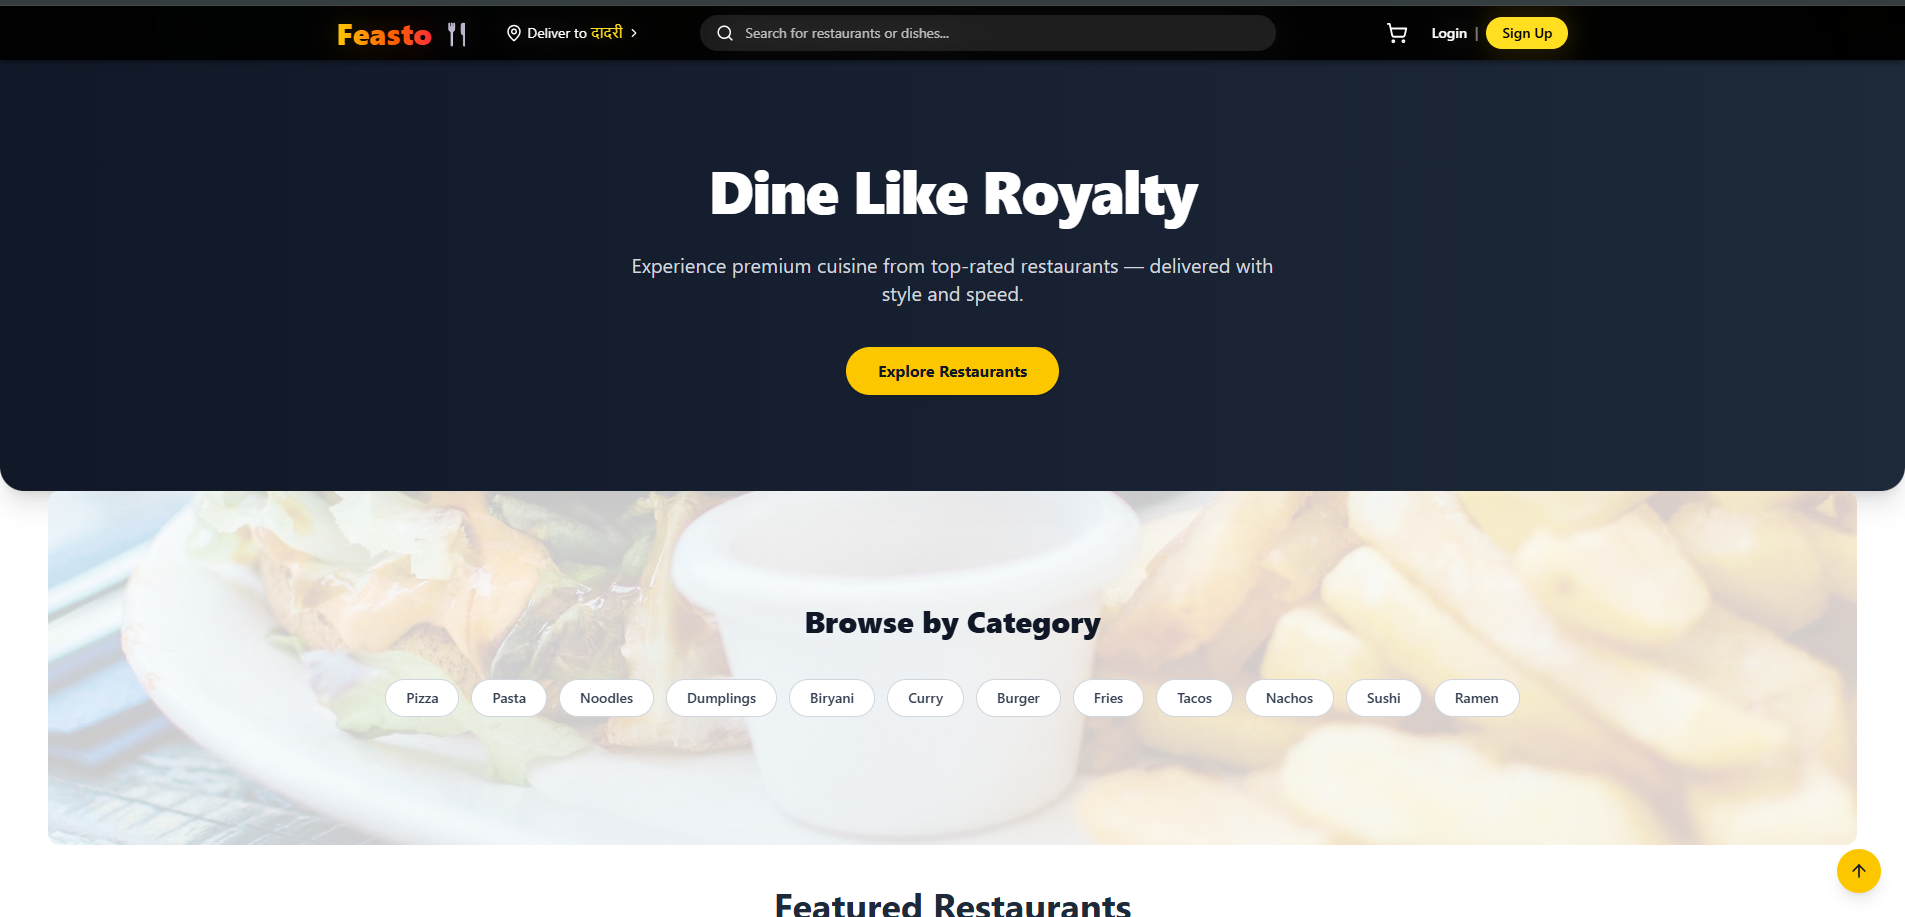 Feasto
Deliver to दादरी
Search for restaurants or dishes...
Login | Sign Up
Dine Like Royalty
Experience premium cuisine from top-rated restaurants — delivered with
style and speed.
Explore Restaurants
Browse by Category
Pizza Pasta Noodles Dumplings Biryani Curry Burger Fries Tacos Nachos Sushi Ramen
Featured Restaurants